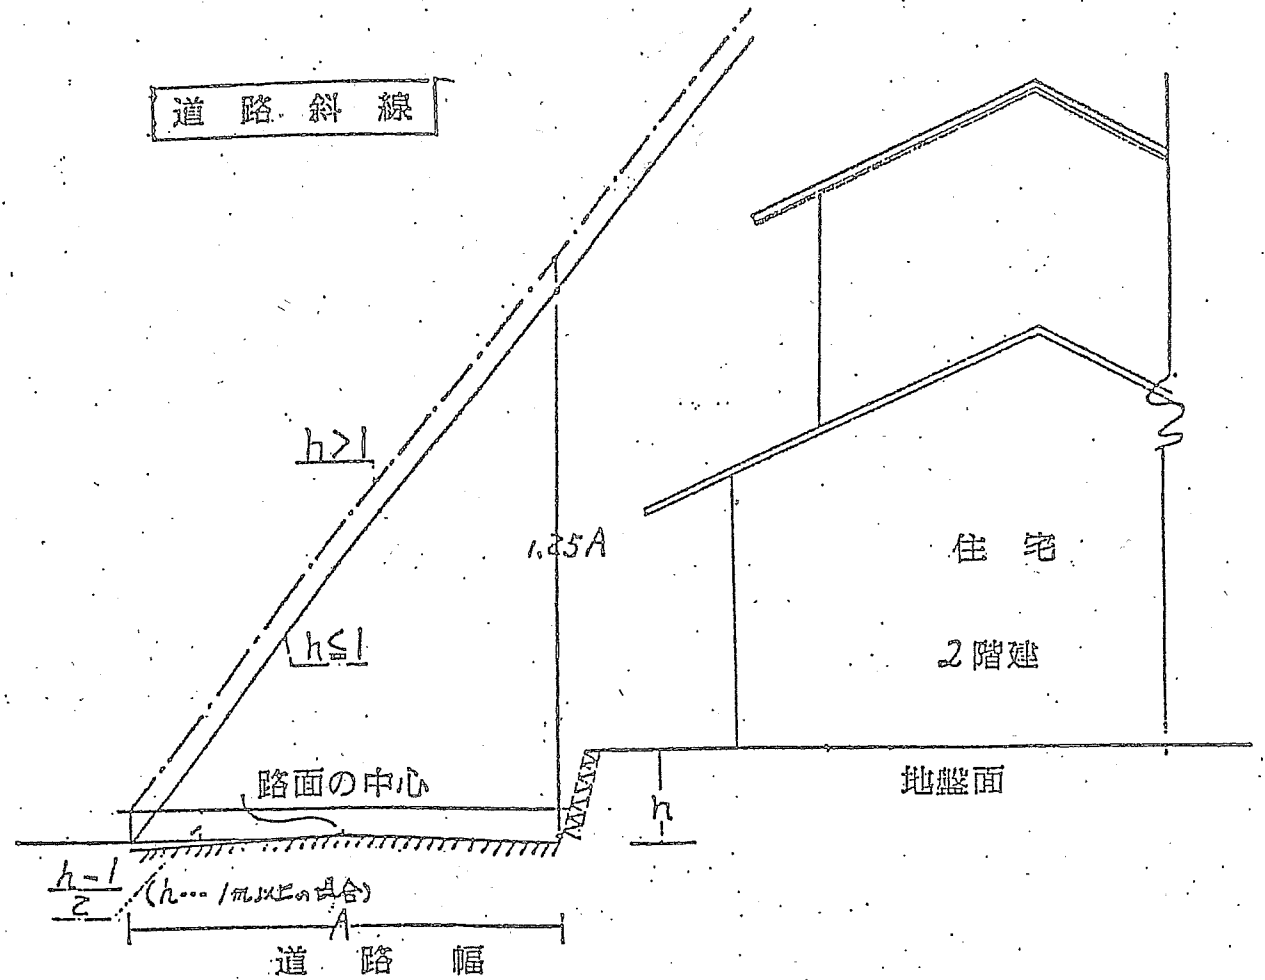 道路斜線
h>1
1.25A
住宅
h≦1
2階建
路面の中心
地盤面
h
h-1
2
(h… 1m以上の場合)
A
道路幅